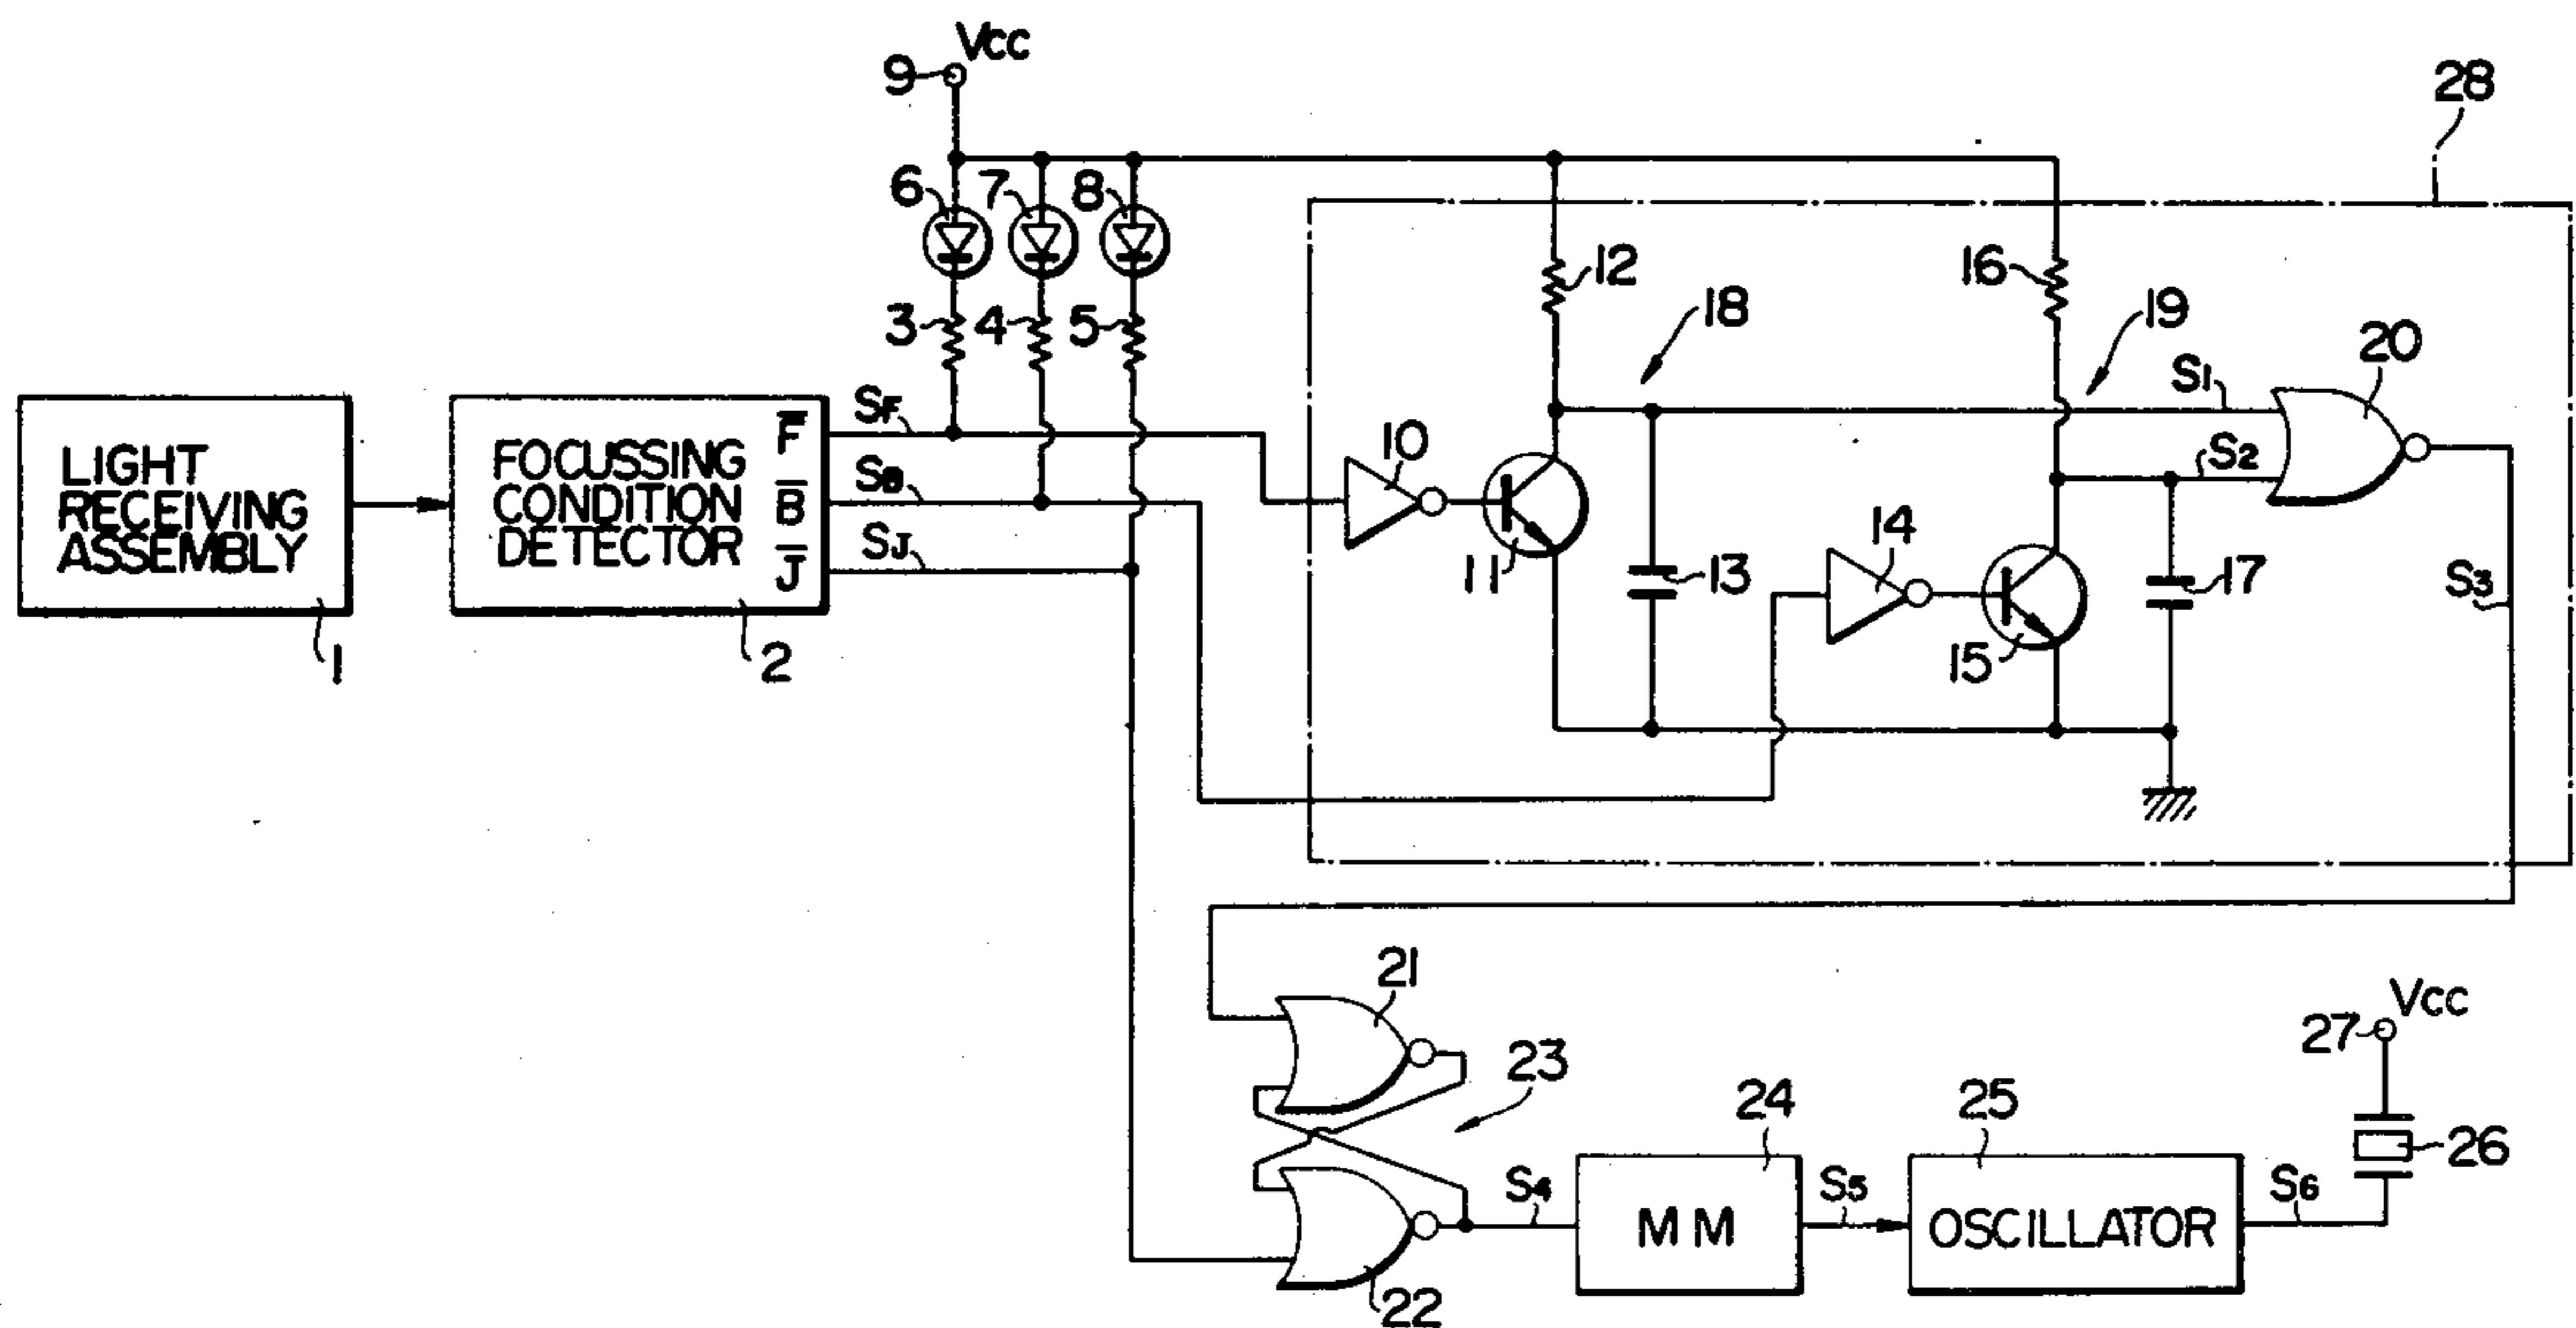 Vcc
9
28
6
7
8
12
16
3
4
5
18
19
20
S1
LIGHT
RECEIVING
ASSEMBLY
FOCUSSING
CONDITION
DETECTOR
F̅
B̅
J̅
SF
SB
SJ
10
S2
14
11
13
17
S3
1
2
15
21
Vcc
27
23
24
25
26
S4
MM
S5
OSCILLATOR
S6
22